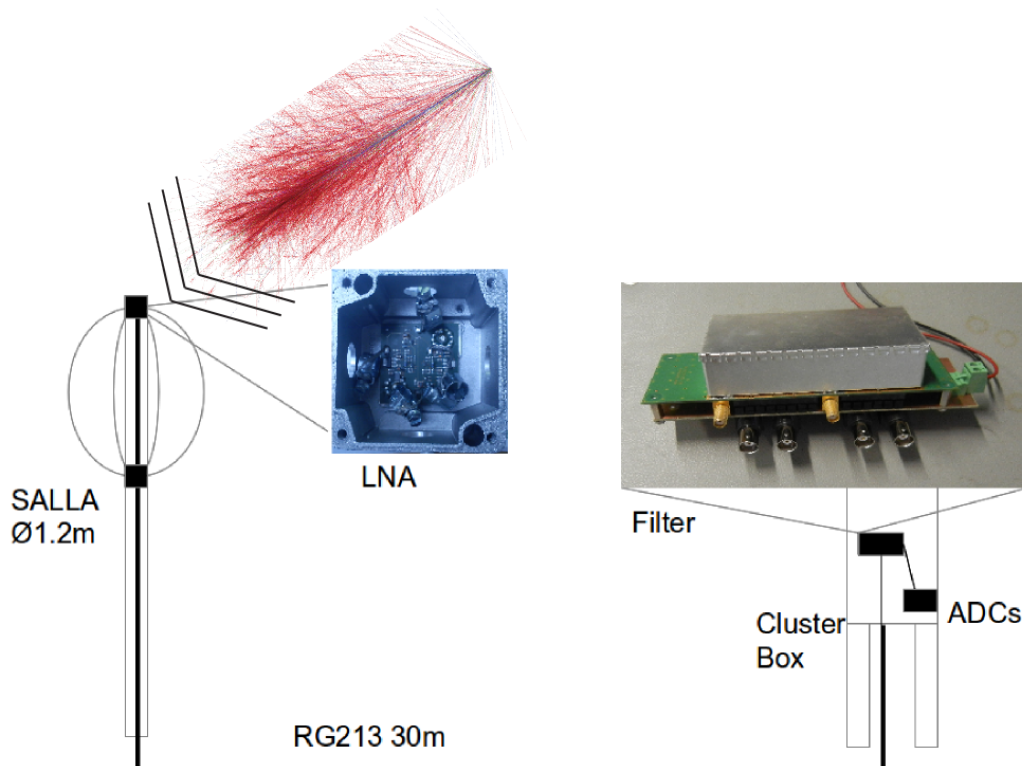 LNA
SALLA
Ø1.2m
Filter
Cluster
Box
ADCs
RG213 30m